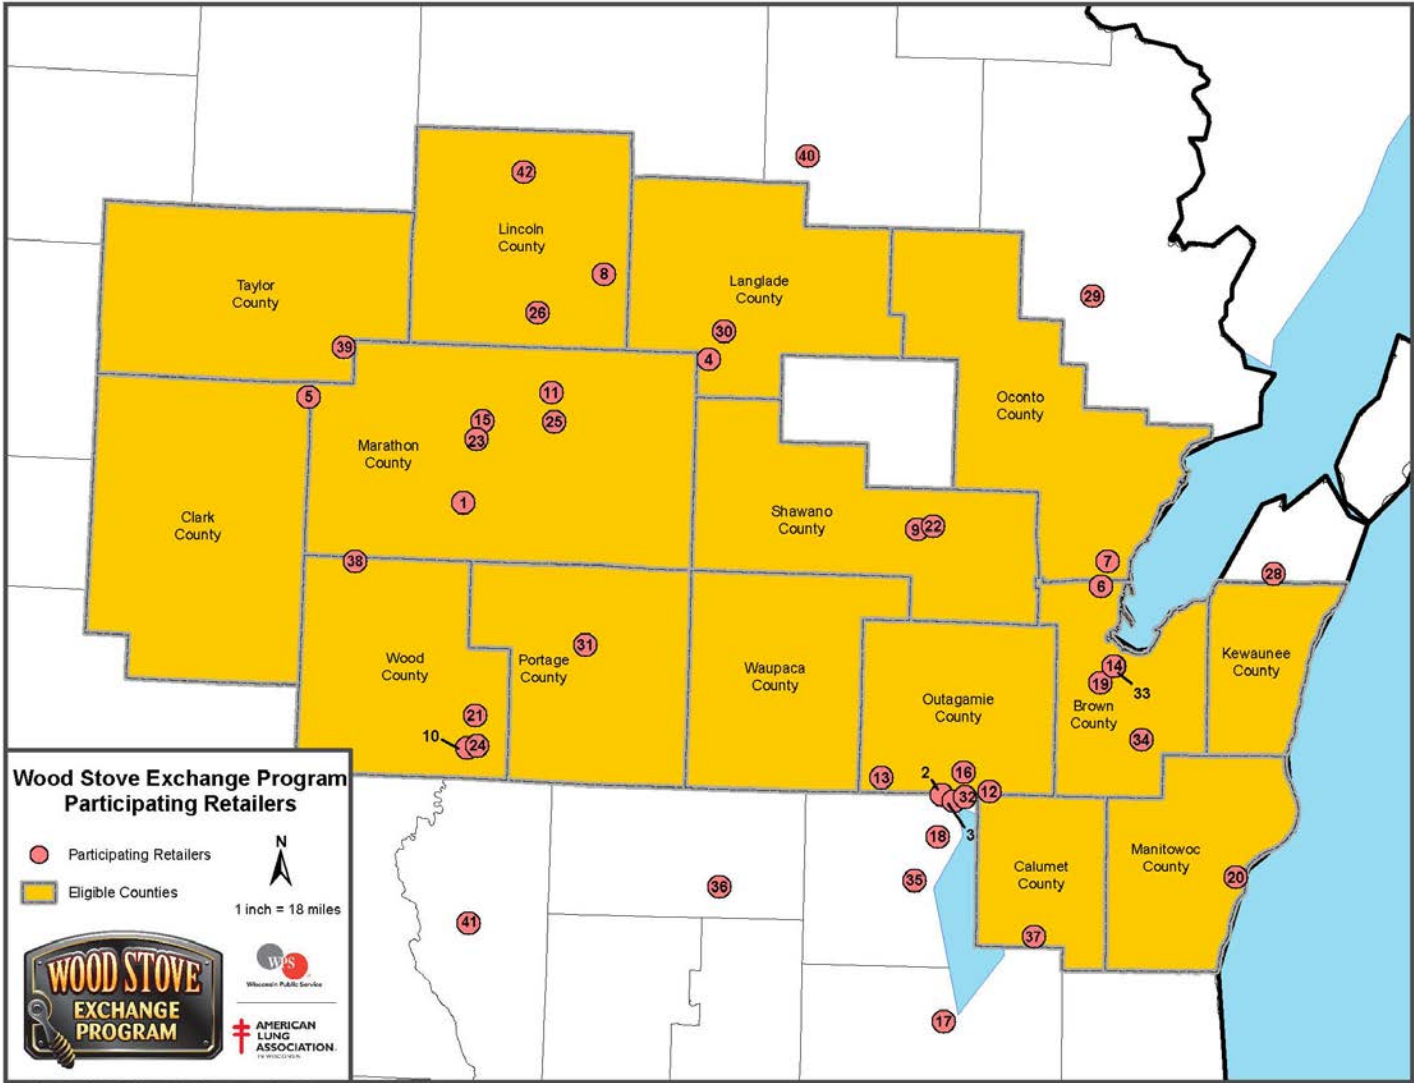 40
42
Lincoln
County
8
Taylor
County
Langlade
County
29
26
30
39
4
5
11
Oconto
County
15
25
23
Marathon
County
1
Clark
County
Shawano
County
9
22
38
7
6
28
31
Wood
County
Portage
County
Waupaca
County
Kewaunee
County
14
19
33
Outagamie
County
Brown
County
21
10
24
34
13
2
16
12
32
3
18
Calumet
County
Manitowoc
County
35
20
36
41
37
17
Wood Stove Exchange Program
Participating Retailers
Participating Retailers
N
Eligible Counties
1 inch = 18 miles
WOOD STOVE
EXCHANGE
PROGRAM
WPS
Wisconsin Public Service
AMERICAN
LUNG
ASSOCIATION
IN WISCONSIN